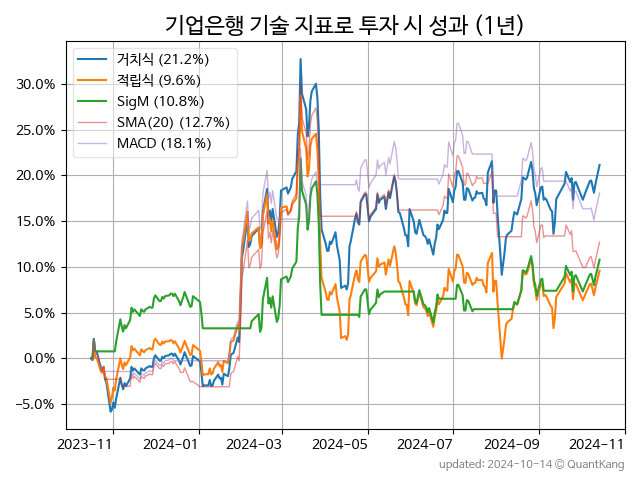 기업은행 기술 지표로 투자 시 성과 (1년)
거치식 (21.2%)
적립식 (9.6%)
SigM (10.8%)
SMA(20) (12.7%)
MACD (18.1%)
30.0%
25.0%
20.0%
15.0%
10.0%
5.0%
0.0%
−5.0%
2023-11 2024-01 2024-03 2024-05 2024-07 2024-09 2024-11
updated: 2024-10-14 © QuantKang